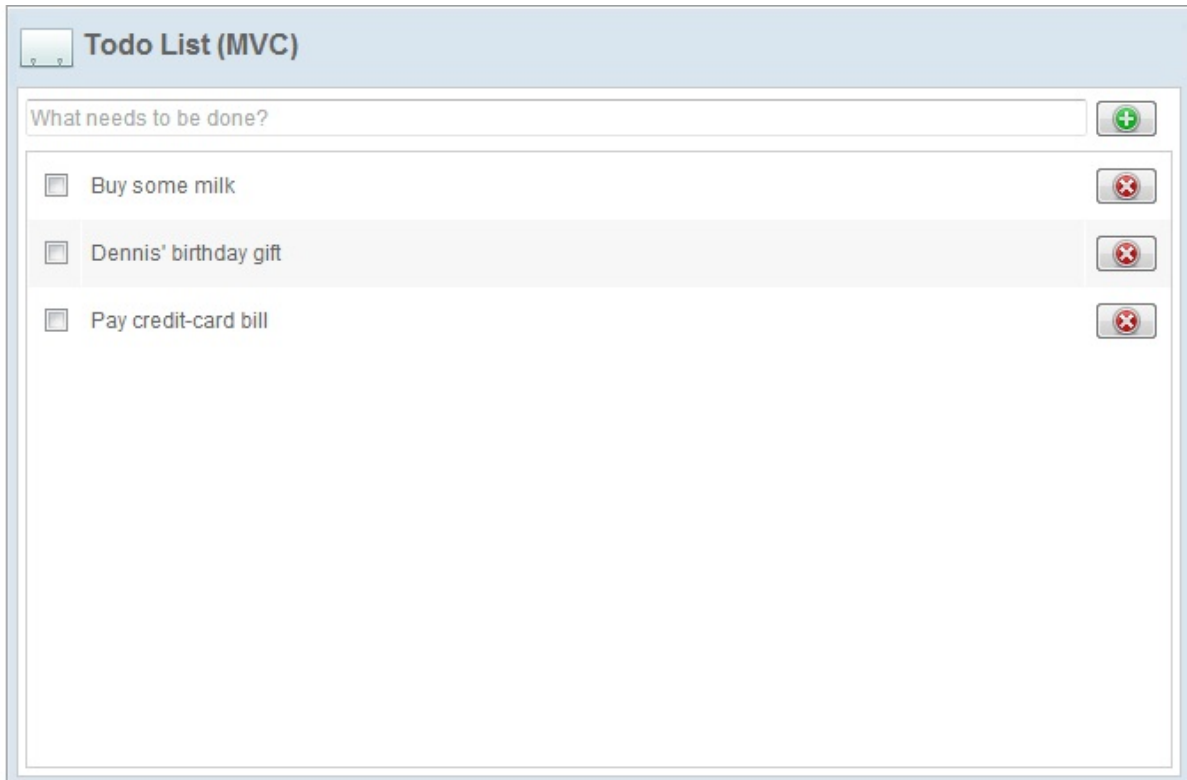 Todo List (MVC)
What needs to be done?
Buy some milk
Dennis' birthday gift
Pay credit-card bill